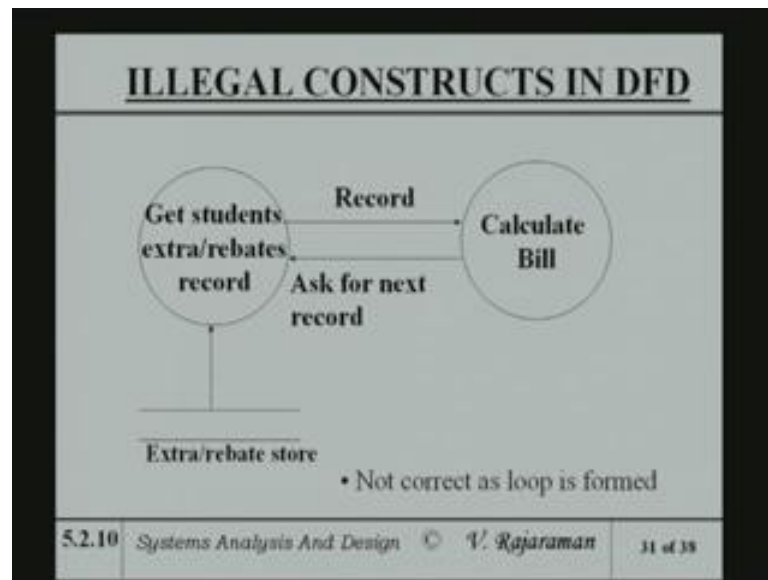 ILLEGAL CONSTRUCTS IN DFD
Get students
extra/rebates
record
Record
Calculate
Bill
Ask for next
record
Extra/rebate store
• Not correct as loop is formed
5.2.10
Systems Analysis And Design © V. Rajaraman
31 of 38